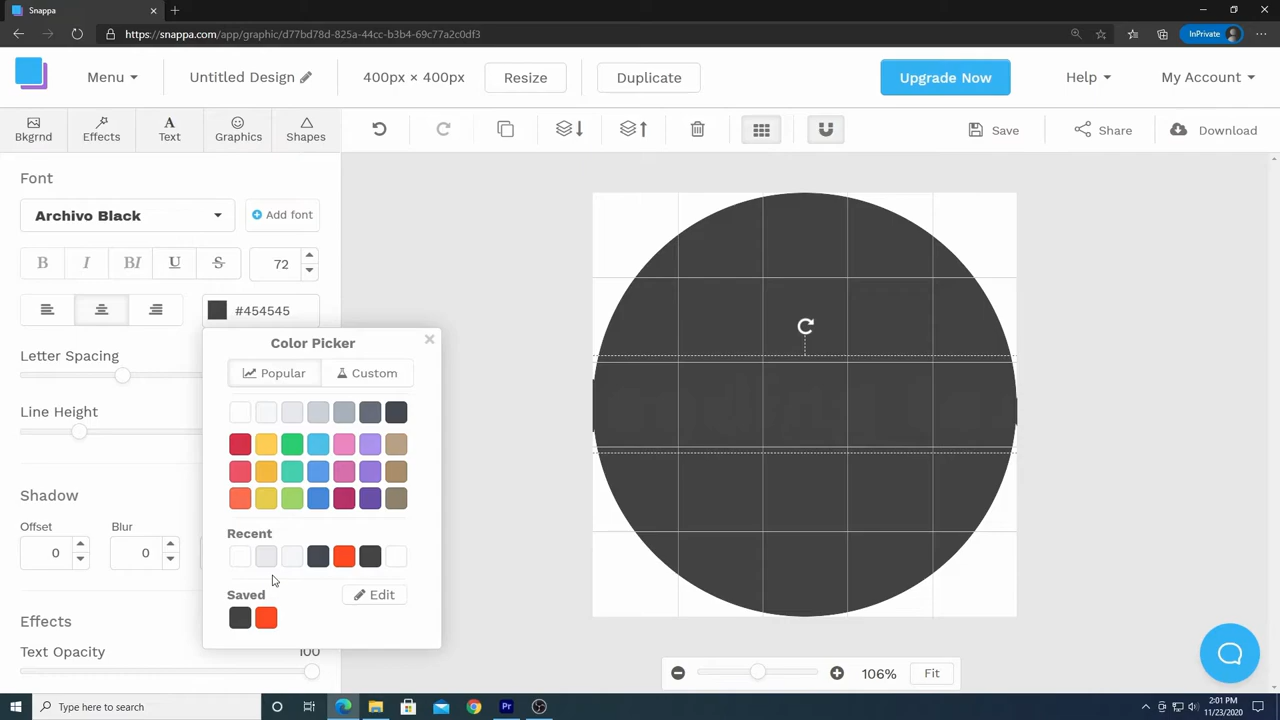 Snappa
https://snappa.com/app/graphic/d77bd78d-825a-44cc-b3b4-69c77a2c0df3
InPrivate
Menu
Untitled Design
400px × 400px
Resize
Duplicate
Upgrade Now
Help
My Account
Bkgrnd
Effects
Text
Graphics
Shapes
Save
Share
Download
Font
Archivo Black
Add font
B I BI U S 72
#454545
Letter Spacing
Line Height
Color Picker
Popular
Custom
Recent
Saved
Edit
Shadow
Offset
Blur
0
0
Effects
Text Opacity
100
106%
Fit
Type here to search
Pr
2:01 PM
11/23/2020